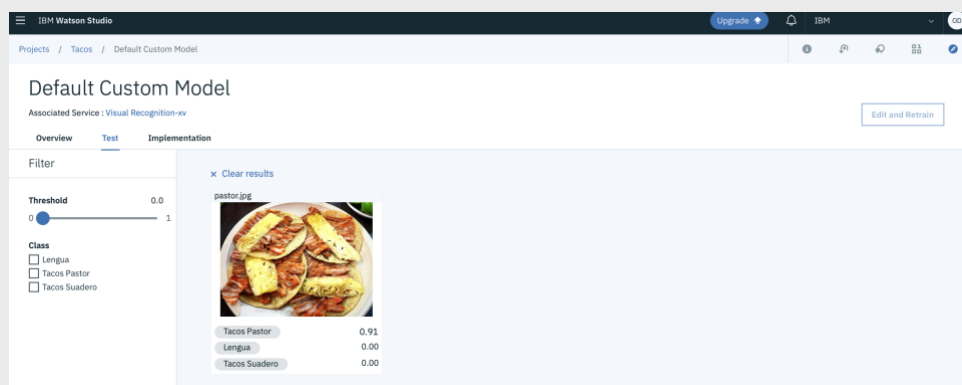 IBM Watson Studio
Upgrade
IBM
OD
Projects / Tacos / Default Custom Model
Default Custom Model
Associated Service : Visual Recognition-xv
Edit and Retrain
Overview Test Implementation
Filter
× Clear results
Threshold 0.0
0 1
Class
Lengua
Tacos Pastor
Tacos Suadero
pastor.jpg
Tacos Pastor 0.91
Lengua 0.00
Tacos Suadero 0.00